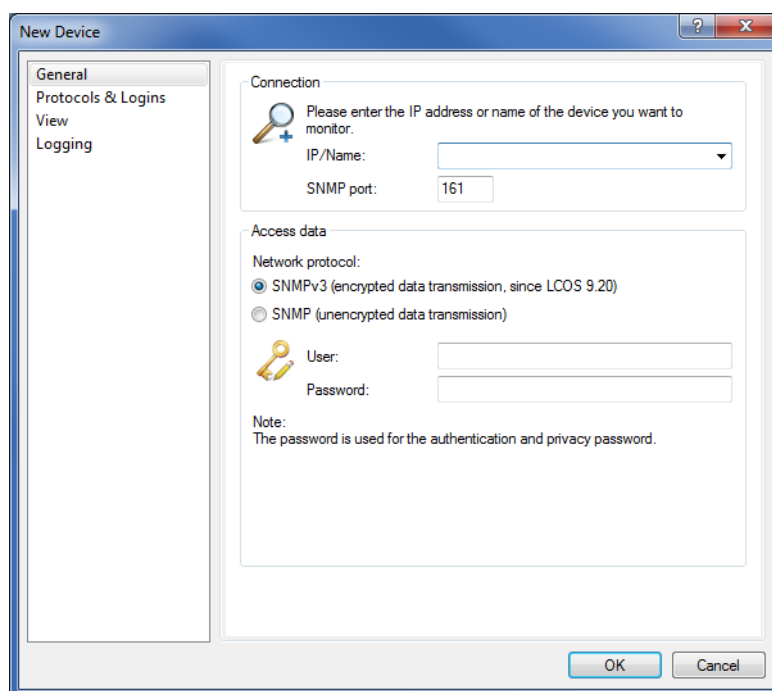 New Device
?
General
Protocols & Logins
View
Logging
Connection
Please enter the IP address or name of the device you want to
monitor.
IP/Name:
SNMP port: 161
Access data
Network protocol:
SNMPv3 (encrypted data transmission, since LCOS 9.20)
SNMP (unencrypted data transmission)
User:
Password:
Note:
The password is used for the authentication and privacy password.
OK Cancel